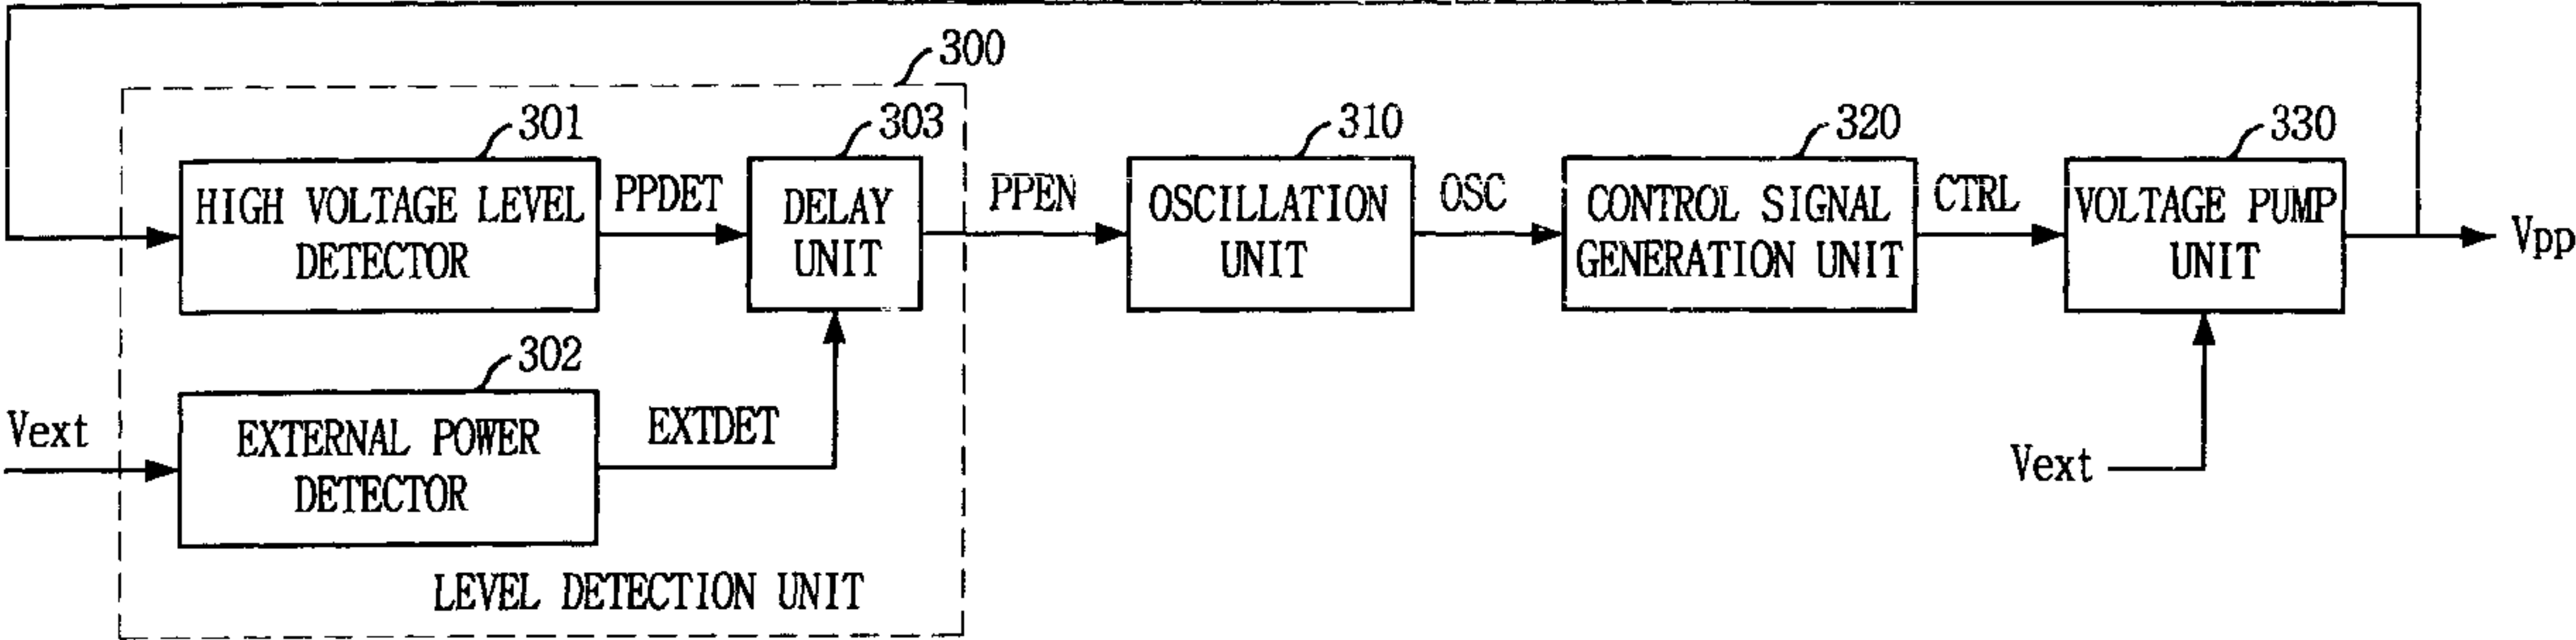 300
301
303
310
320
330
HIGH VOLTAGE LEVEL
DETECTOR
PPDET
DELAY
UNIT
PPEN
OSCILLATION
UNIT
OSC
CONTROL SIGNAL
GENERATION UNIT
CTRL
VOLTAGE PUMP
UNIT
Vpp
302
Vext
EXTERNAL POWER
DETECTOR
EXTDET
Vext
LEVEL DETECTION UNIT